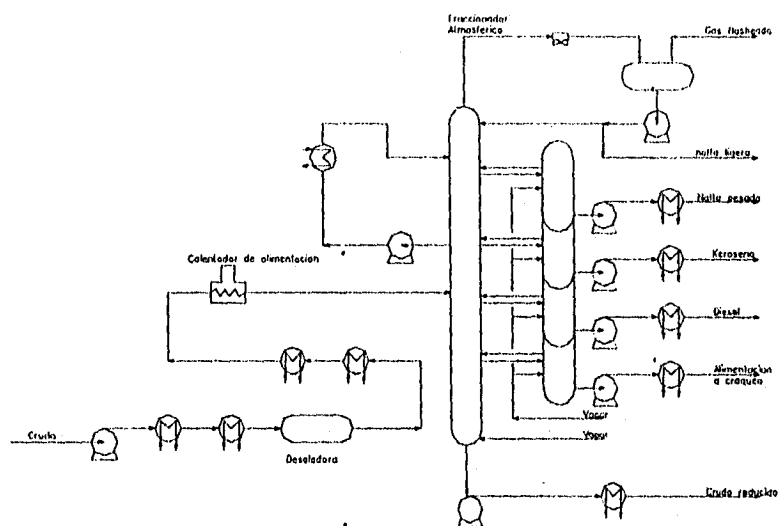 Fraccionador
Atmosferico
Gas flasheado
nafta ligera
Nafta pesada
Calentador de alimentacion
Keroseno
Diesel
Alimentacion
a craqueo
Vapor
Crudo
Vapor
Desaladora
Crudo reducido